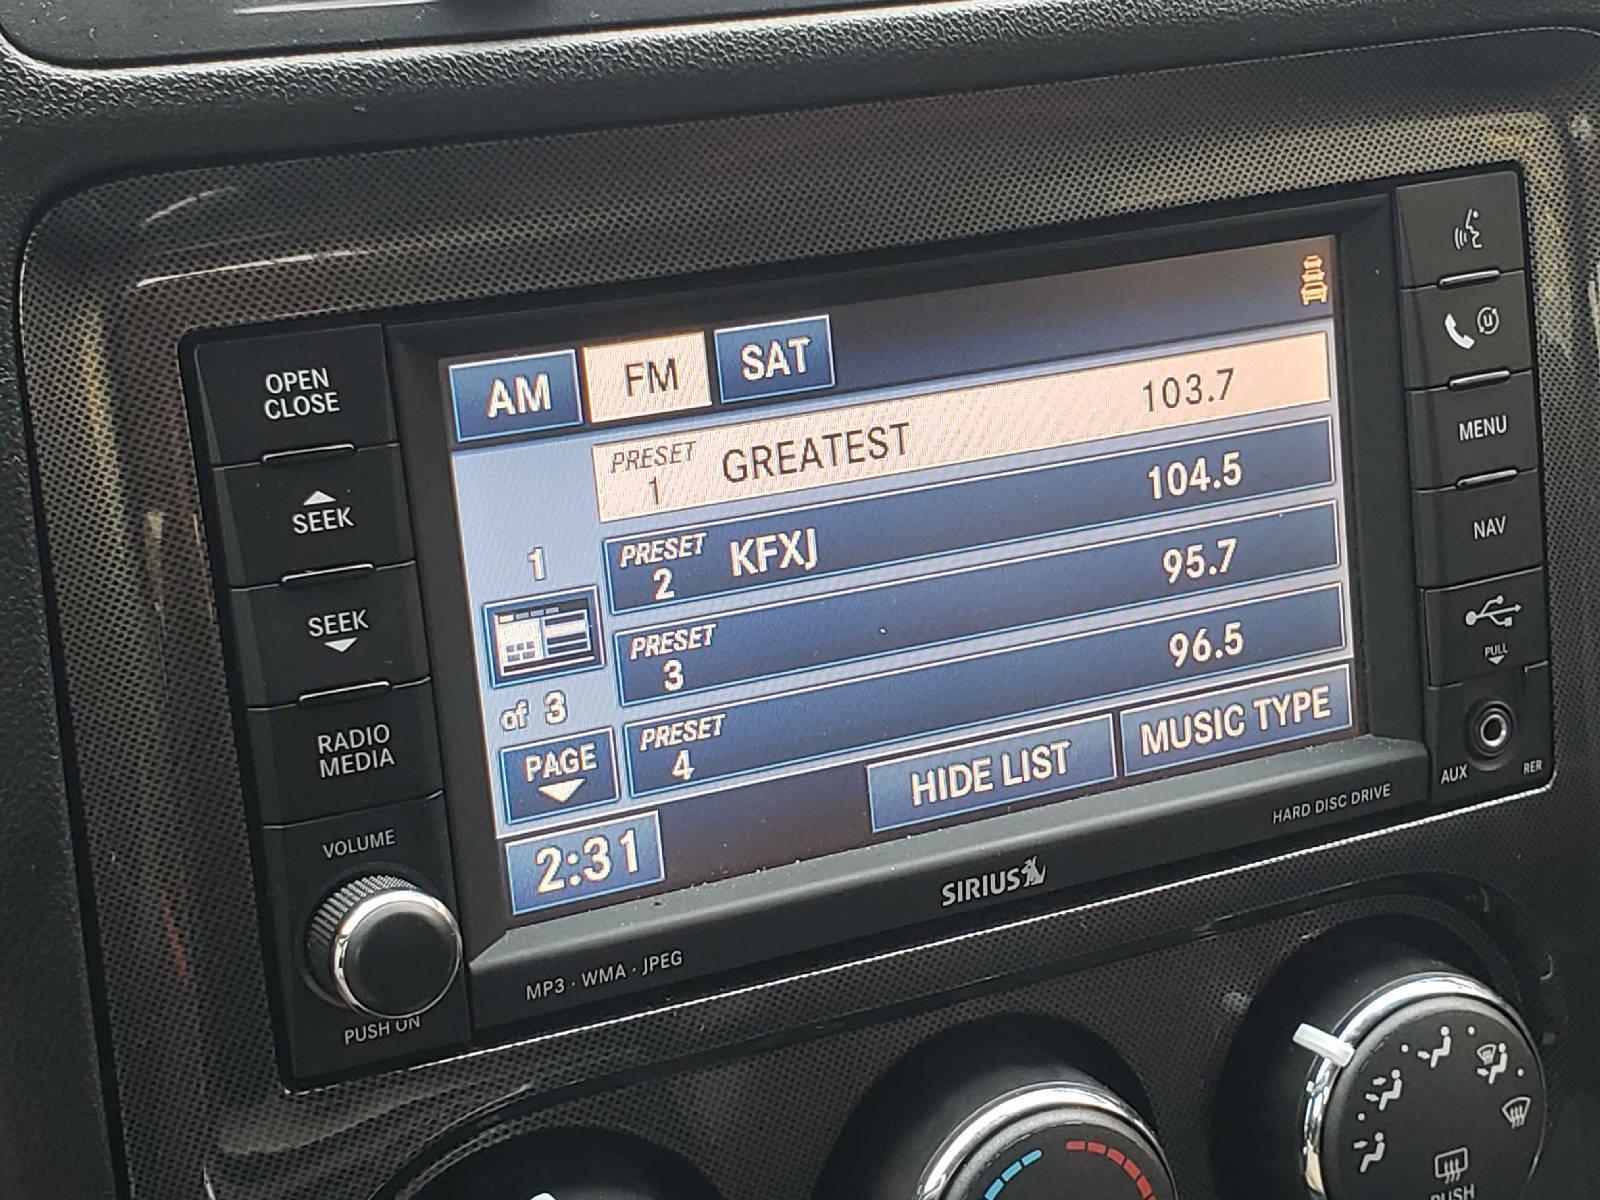 OPEN
CLOSE
SEEK
SEEK
RADIO
MEDIA
VOLUME
PUSH ON
AM FM SAT
PRESET 1 GREATEST 103.7
PRESET 2 KFXJ 104.5
PRESET 3 95.7
PRESET 4 96.5
1
of 3
PAGE
HIDE LIST
MUSIC TYPE
2:31
SIRIUS
MP3 · WMA · JPEG
HARD DISC DRIVE
U
MENU
NAV
PULL
AUX
RER
PUSH